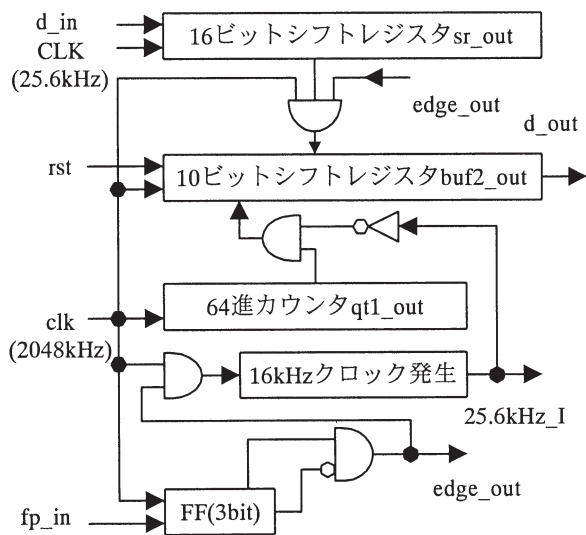 d_in
16ビットシフトレジスタsr_out
CLK
(25.6kHz)
edge_out
d_out
rst
10ビットシフトレジスタbuf2_out
64進カウンタqt1_out
clk
(2048kHz)
16kHzクロック発生
25.6kHz_I
edge_out
FF(3bit)
fp_in